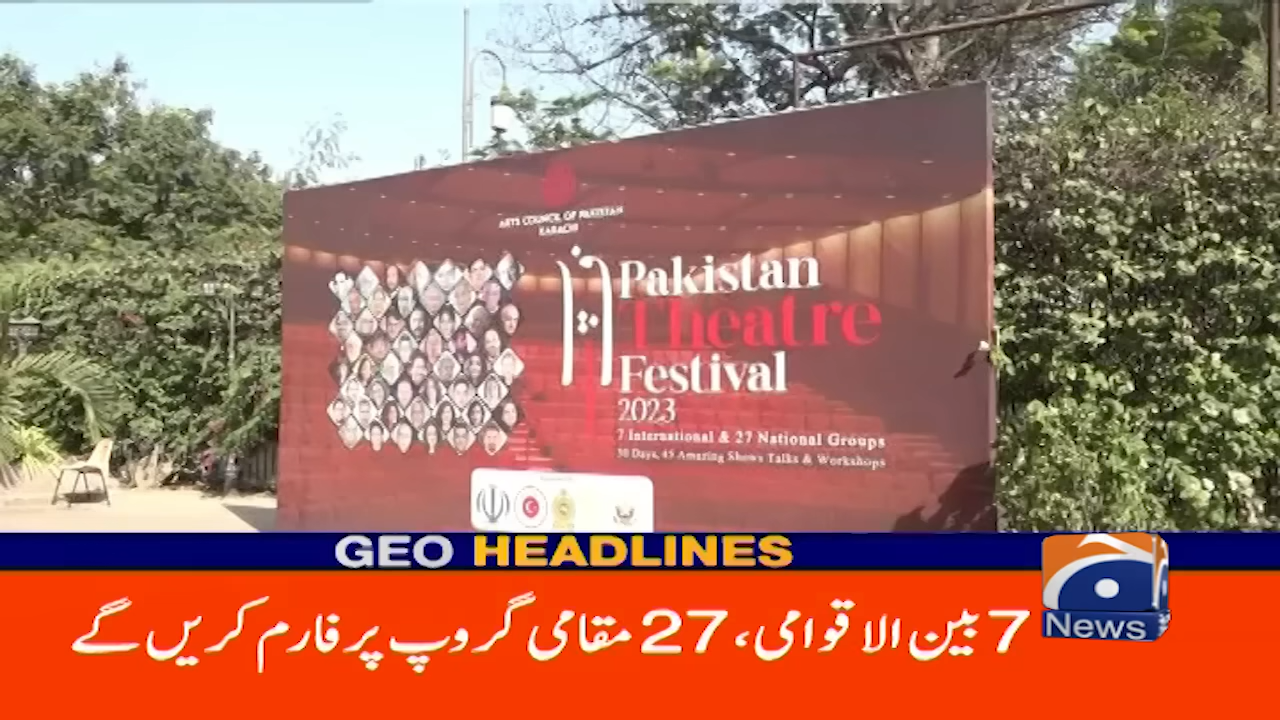 ARTS COUNCIL OF PAKISTAN
KARACHI
Pakistan
Theatre
Festival
2023
7 International & 27 National Groups
30 Days, 45 Amazing Shows Talks & Workshops
GEO HEADLINES
7 بین الاقوامی، 27 مقامی گروپ پرفارم کریں گے
News